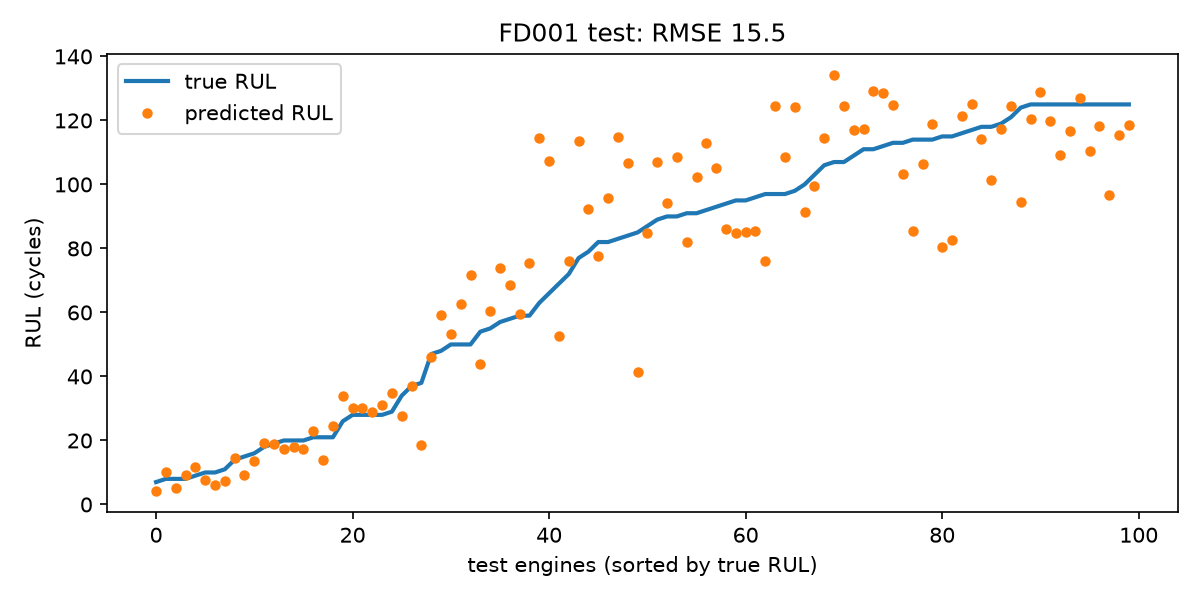 FD001 test: RMSE 15.5
true RUL
predicted RUL
RUL (cycles)
140
120
100
80
60
40
20
0
0 20 40 60 80 100
test engines (sorted by true RUL)